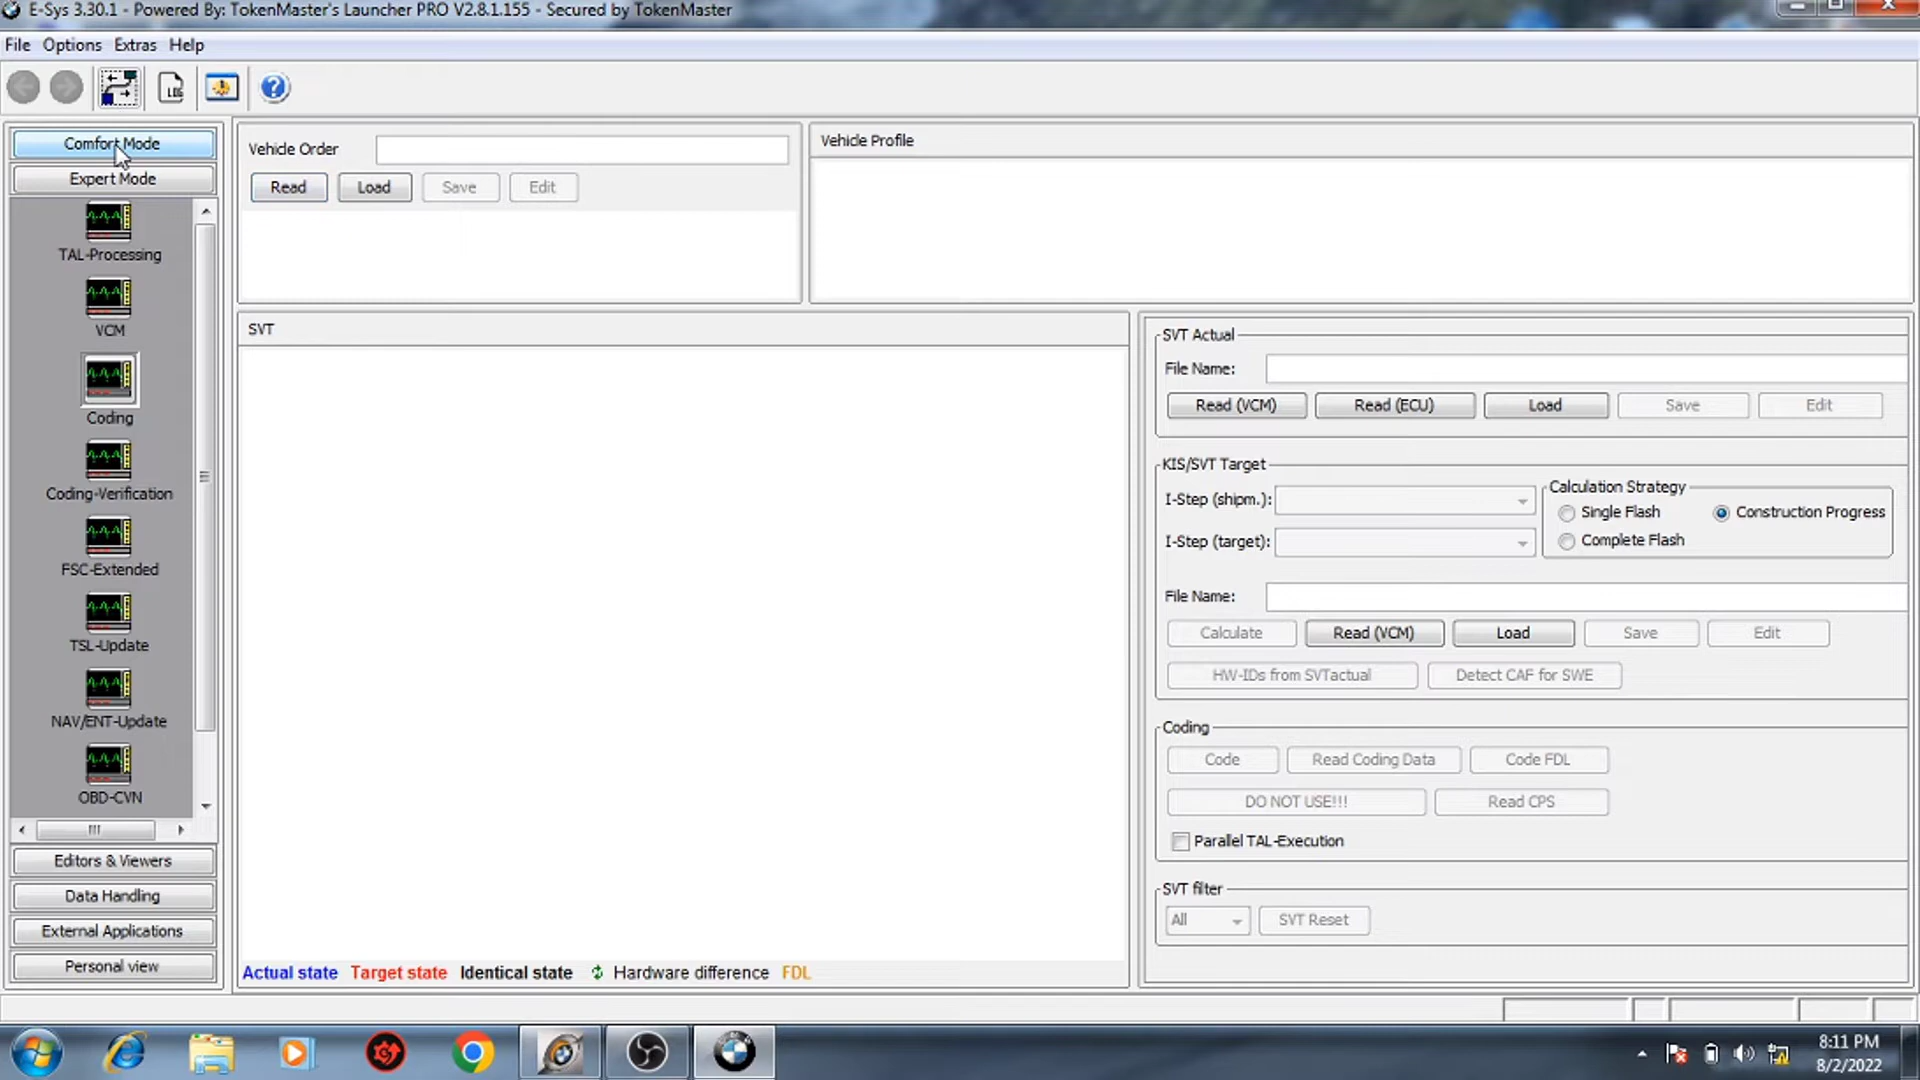 E-Sys 3.30.1 - Powered By: TokenMaster's Launcher PRO V2.8.1.155 - Secured by TokenMaster
File Options Extras Help
LOG
Comfort Mode
Expert Mode
TAL-Processing
VCM
Coding
Coding-Verification
FSC-Extended
TSL-Update
NAV/ENT-Update
OBD-CVN
Editors & Viewers
Data Handling
External Applications
Personal view
Vehicle Order
Read Load Save Edit
Vehicle Profile
SVT
Actual state Target state Identical state Hardware difference FDL
SVT Actual
File Name:
Read (VCM) Read (ECU) Load Save Edit
KIS/SVT Target
I-Step (shipm.):
I-Step (target):
Calculation Strategy
Single Flash Construction Progress
Complete Flash
File Name:
Calculate Read (VCM) Load Save Edit
HW-IDs from SVTactual Detect CAF for SWE
Coding
Code Read Coding Data Code FDL
DO NOT USE!!! Read CPS
Parallel TAL-Execution
SVT filter
All SVT Reset
8:11 PM
8/2/2022